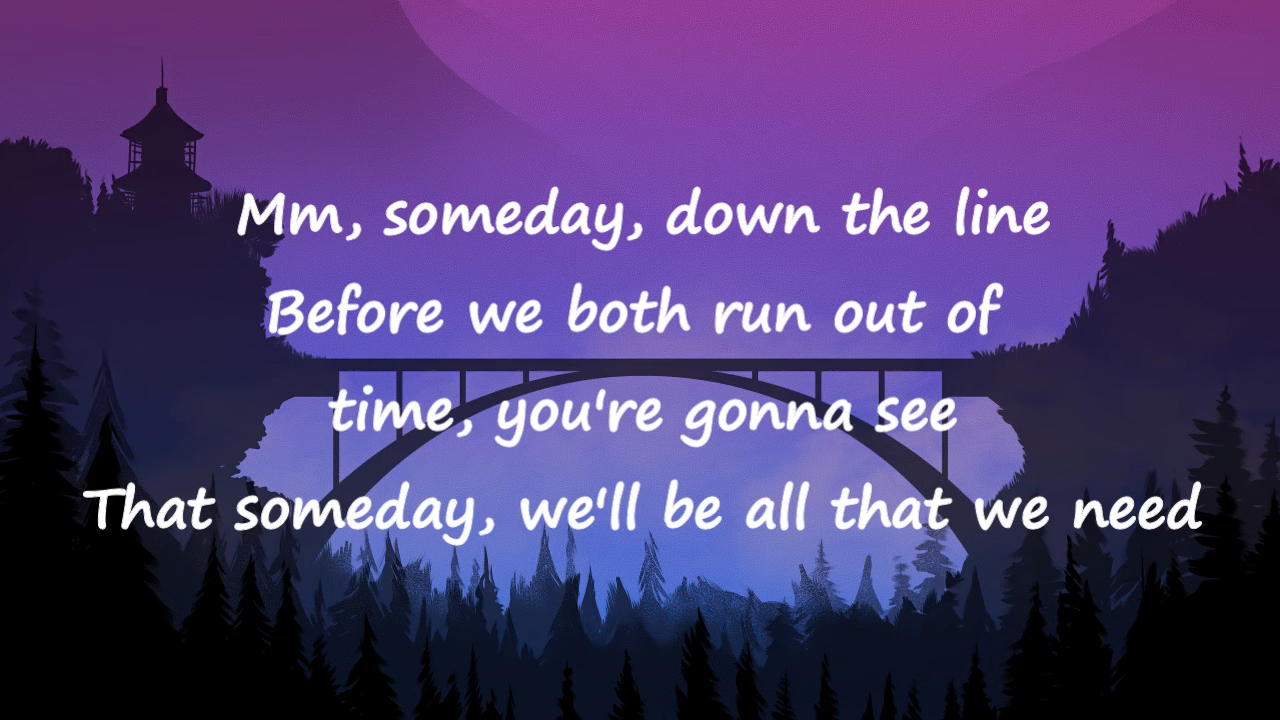 Mm, someday, down the line
Before we both run out of
time, you're gonna see
That someday, we'll be all that we need